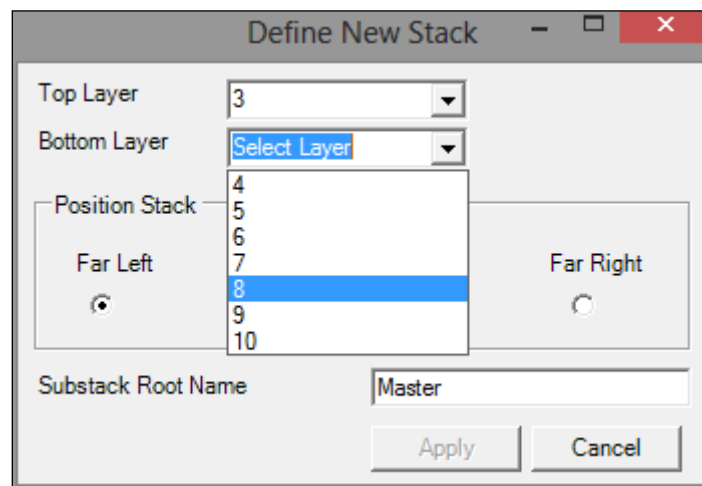 Define New Stack
Top Layer 3
Bottom Layer Select Layer
4
Position Stack 5
6
Far Left 7 Far Right
8
9
10
Substack Root Name Master
Apply Cancel